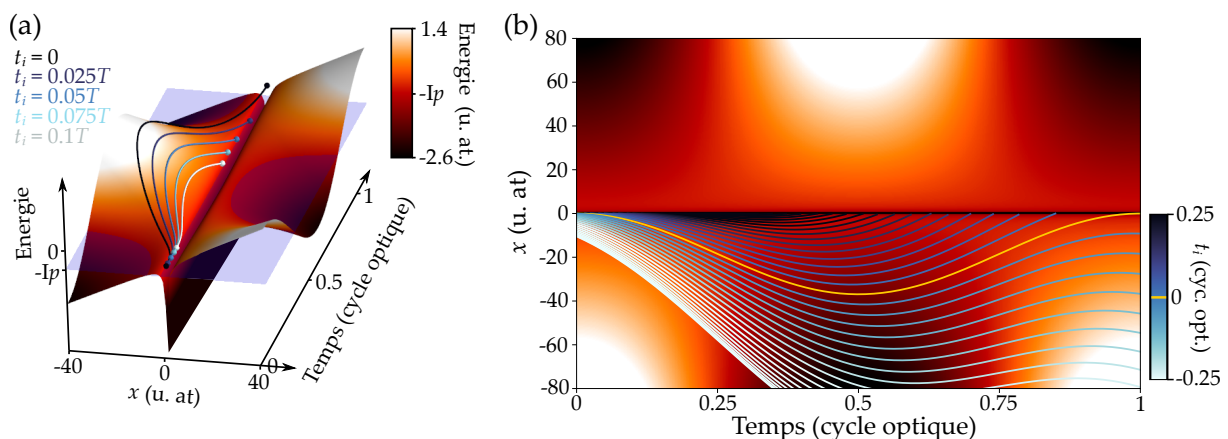 (a)
t_i = 0
t_i = 0.025T
t_i = 0.05T
t_i = 0.075T
t_i = 0.1T
1.4
-Ip
-2.6
Energie (u. at.)
Energie
0
-Ip
-40
0
40
x (u. at)
0
0.5
1
Temps (cycle optique)
(b)
80
60
40
20
0
-20
-40
-60
-80
x (u. at)
0
0.25
0.5
0.75
1
Temps (cycle optique)
0.25
0
-0.25
t_i (cyc. opt.)